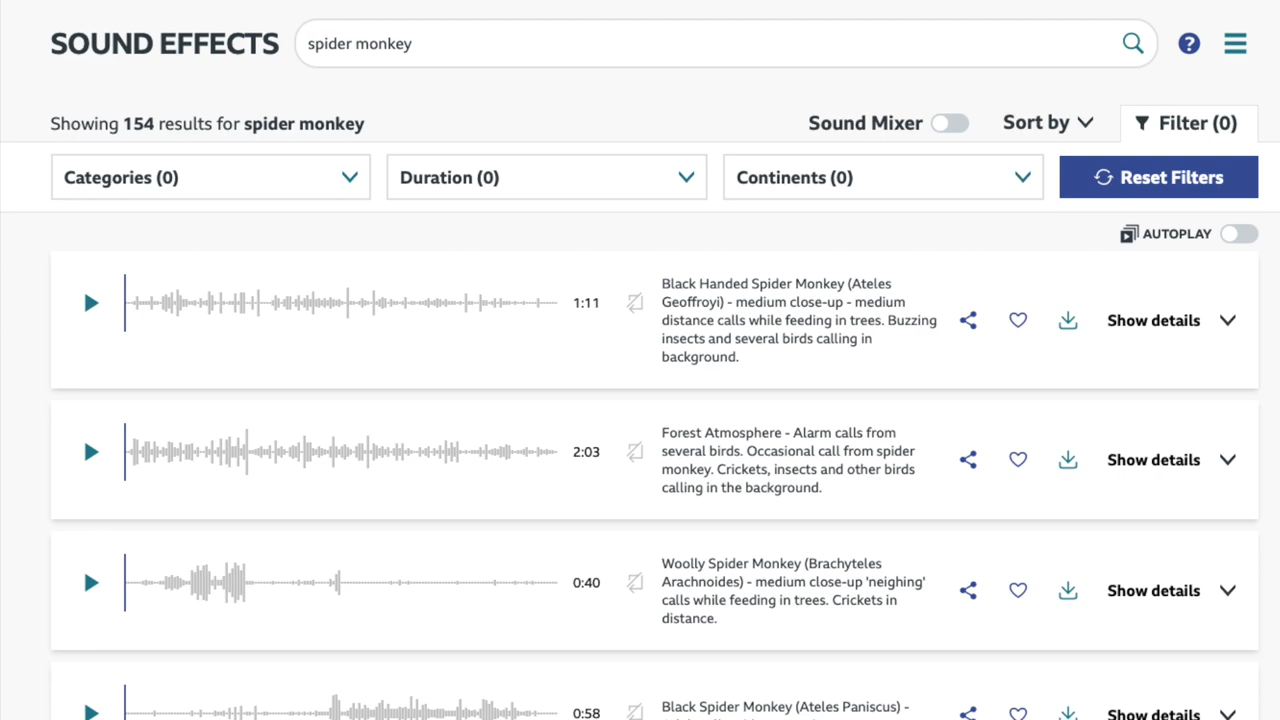 SOUND EFFECTS
spider monkey
?
Showing 154 results for spider monkey
Sound Mixer
Sort by
Filter (0)
Categories (0)
Duration (0)
Continents (0)
Reset Filters
AUTOPLAY
1:11
Black Handed Spider Monkey (Ateles
Geoffroyi) - medium close-up - medium
distance calls while feeding in trees. Buzzing
insects and several birds calling in
background.
Show details
2:03
Forest Atmosphere - Alarm calls from
several birds. Occasional call from spider
monkey. Crickets, insects and other birds
calling in the background.
Show details
0:40
Woolly Spider Monkey (Brachyteles
Arachnoides) - medium close-up 'neighing'
calls while feeding in trees. Crickets in
distance.
Show details
0:58
Black Spider Monkey (Ateles Paniscus) -
Show details